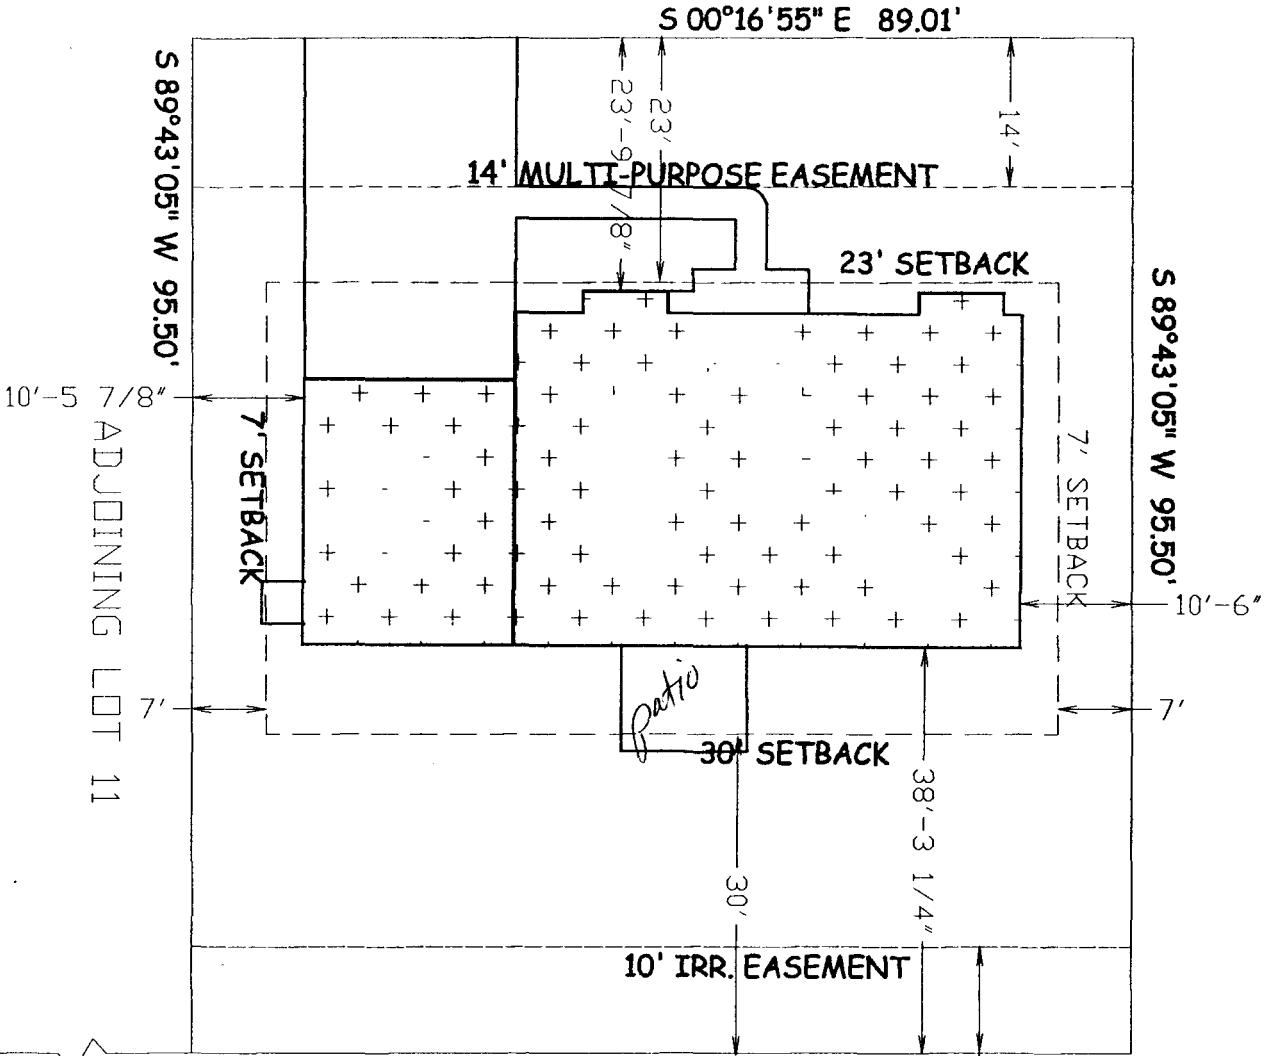 S 00°16'55" E 89.01'
S 89°43'05" W 95.50'
23'-9 7/8"
23'
14'
14' MULTI-PURPOSE EASEMENT
23' SETBACK
S 89°43'05" W 95.50'
10'-5 7/8"
7' SETBACK
7' SETBACK
ADJOINING LOT 11
10'-6"
7'
patio
7'
30' SETBACK
38'-3 1/4"
30'
10' IRR. EASEMENT